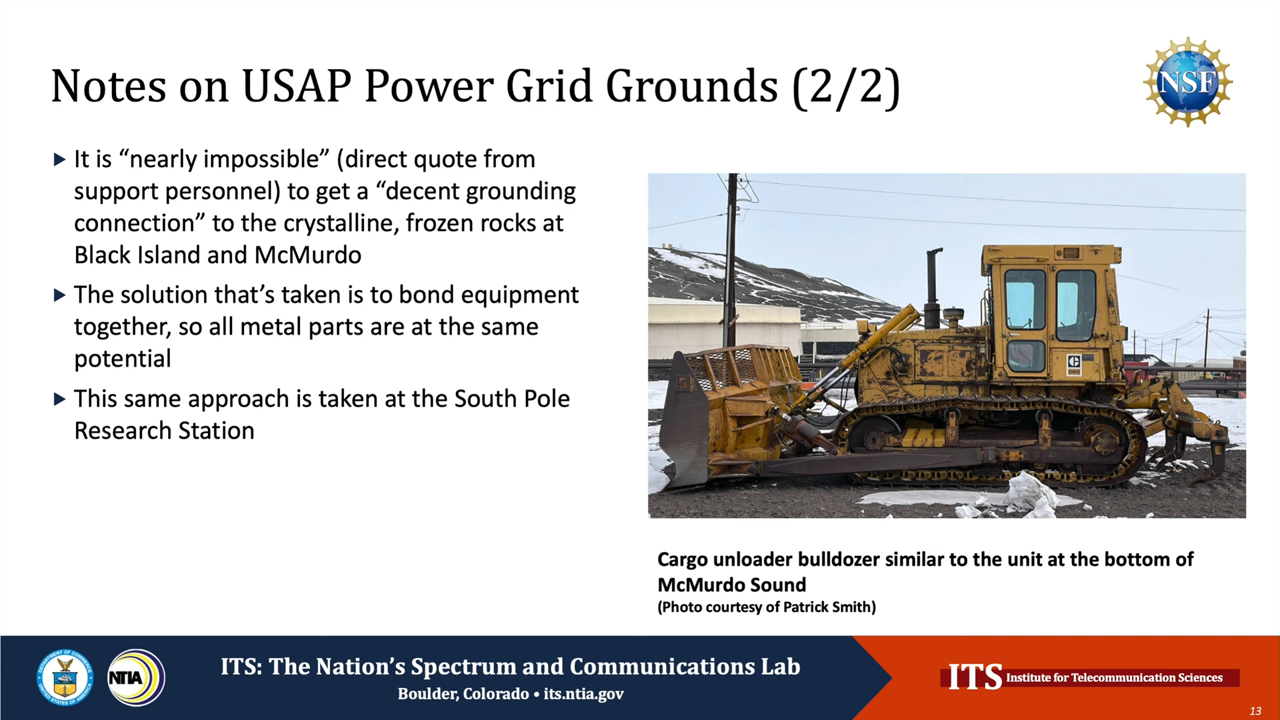 Notes on USAP Power Grid Grounds (2/2)
NSF
It is “nearly impossible” (direct quote from
support personnel) to get a “decent grounding
connection” to the crystalline, frozen rocks at
Black Island and McMurdo
The solution that’s taken is to bond equipment
together, so all metal parts are at the same
potential
This same approach is taken at the South Pole
Research Station
Cargo unloader bulldozer similar to the unit at the bottom of
McMurdo Sound
(Photo courtesy of Patrick Smith)
NTIA
ITS: The Nation’s Spectrum and Communications Lab
Boulder, Colorado • its.ntia.gov
ITS Institute for Telecommunication Sciences
13